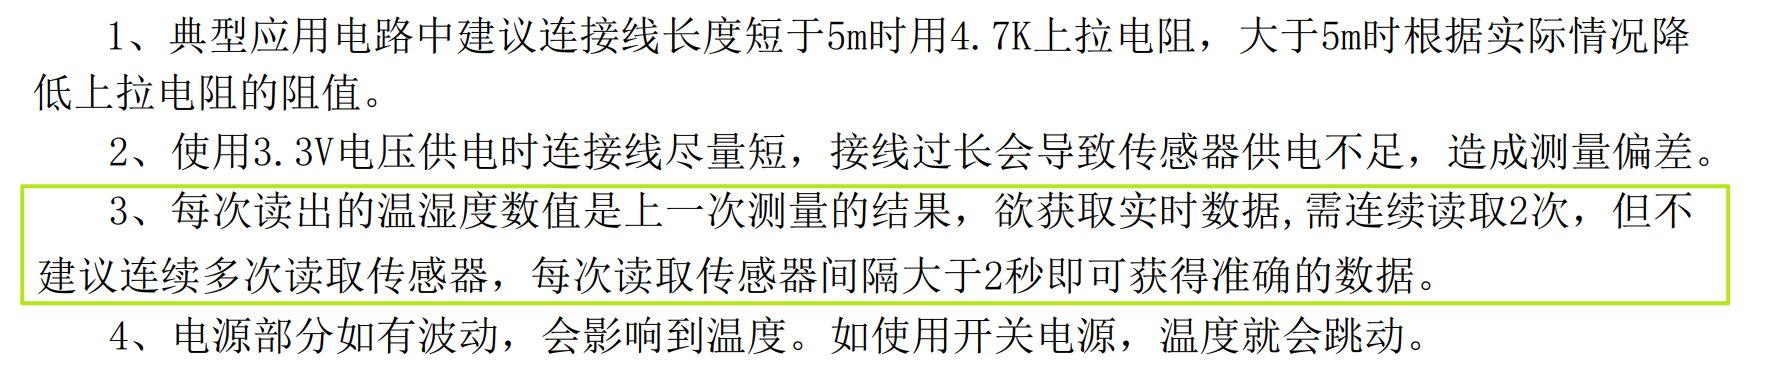 1、典型应用电路中建议连接线长度短于5m时用4.7K上拉电阻，大于5m时根据实际情况降
低上拉电阻的阻值。
2、使用3.3V电压供电时连接线尽量短，接线过长会导致传感器供电不足，造成测量偏差。
3、每次读出的温湿度数值是上一次测量的结果，欲获取实时数据,需连续读取2次，但不
建议连续多次读取传感器，每次读取传感器间隔大于2秒即可获得准确的数据。
4、电源部分如有波动，会影响到温度。如使用开关电源，温度就会跳动。